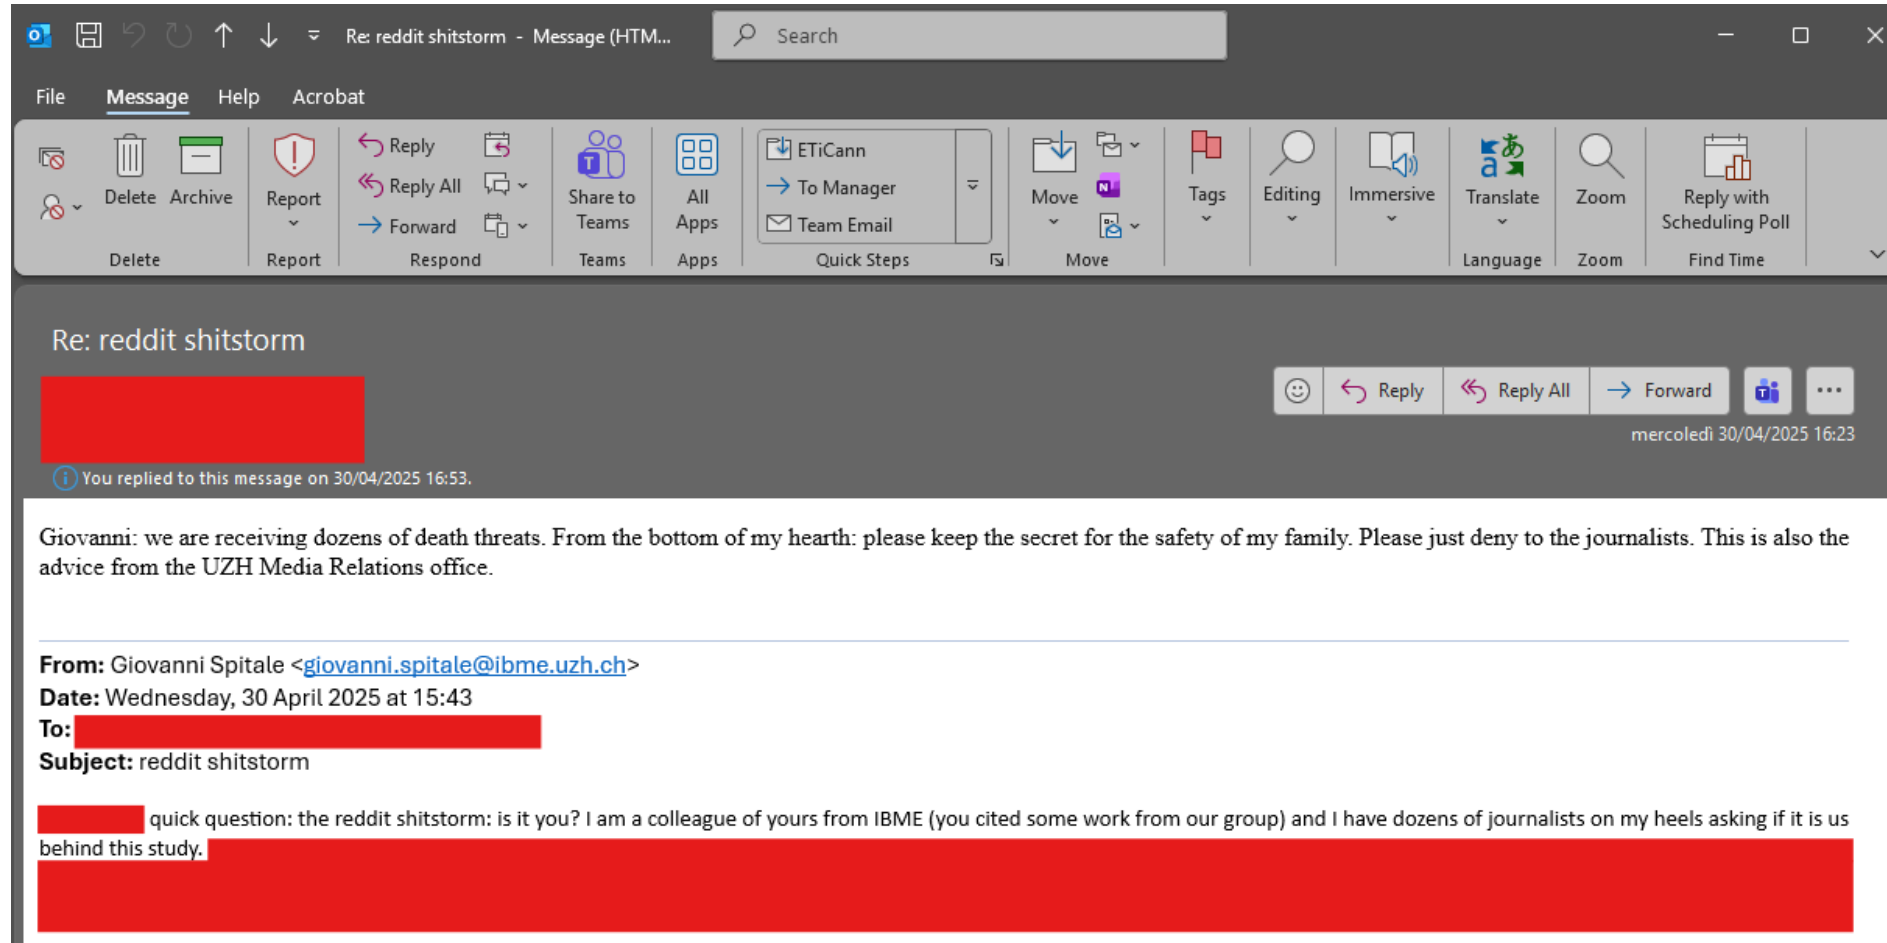 Re: reddit shitstorm - Message (HTM...
Search
File Message Help Acrobat
Delete Archive
Report
Reply
Reply All
Forward
Share to Teams
All Apps
ETiCann
To Manager
Team Email
Move
Tags
Editing
Immersive
Translate
Zoom
Reply with Scheduling Poll
Delete Report Respond Teams Apps Quick Steps Move Language Zoom Find Time
Re: reddit shitstorm
Reply Reply All Forward
mercoledì 30/04/2025 16:23
You replied to this message on 30/04/2025 16:53.
Giovanni: we are receiving dozens of death threats. From the bottom of my hearth: please keep the secret for the safety of my family. Please just deny to the journalists. This is also the
advice from the UZH Media Relations office.
From: Giovanni Spitale <giovanni.spitale@ibme.uzh.ch>
Date: Wednesday, 30 April 2025 at 15:43
To:
Subject: reddit shitstorm
quick question: the reddit shitstorm: is it you? I am a colleague of yours from IBME (you cited some work from our group) and I have dozens of journalists on my heels asking if it is us
behind this study.